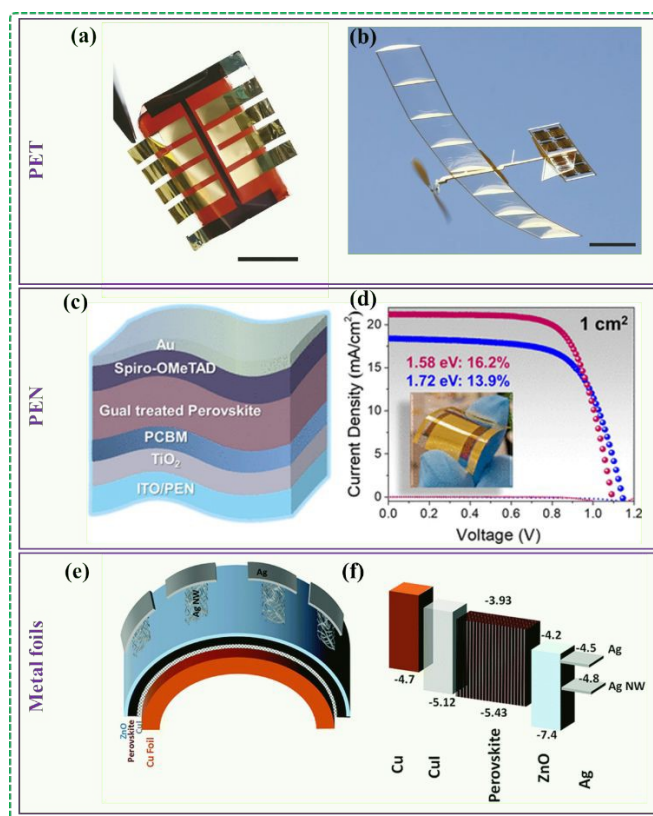 PET
(a)
(b)
PEN
(c)
Au
Spiro-OMeTAD
Gual treated Perovskite
PCBM
TiO₂
ITO/PEN
(d)
Current Density (mA/cm²)
20
15
10
5
0
1 cm²
1.58 eV: 16.2%
1.72 eV: 13.9%
0.0 0.2 0.4 0.6 0.8 1.0 1.2
Voltage (V)
Metal foils
(e)
Ag
Ag NW
Ag
ZnO
Perovskite
CuI
Cu Foil
(f)
-3.93
-4.2
-4.5
Ag
-4.8
Ag NW
-4.7
-5.12
-5.43
-7.4
Cu
CuI
Perovskite
ZnO
Ag